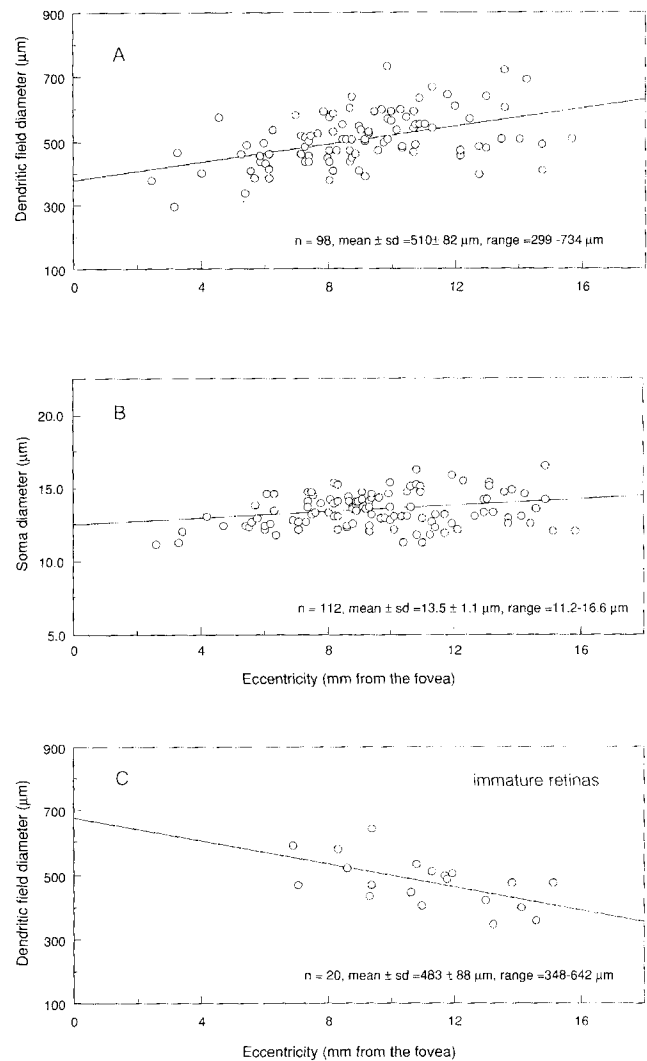 900
A
Dendritic field diameter (µm)
700
500
300
n = 98, mean ± sd =510± 82 µm, range =299 -734 µm
100
0 4 8 12 16
B
Soma diameter (µm)
20.0
15.0
10.0
n = 112, mean ± sd =13.5 ± 1.1 µm, range =11.2-16.6 µm
5.0
0 4 8 12 16
Eccentricity (mm from the fovea)
900
C immature retinas
Dendritic field diameter (µm)
700
500
300
n = 20, mean ± sd =483 ± 88 µm, range =348-642 µm
100
0 4 8 12 16
Eccentricity (mm from the fovea)